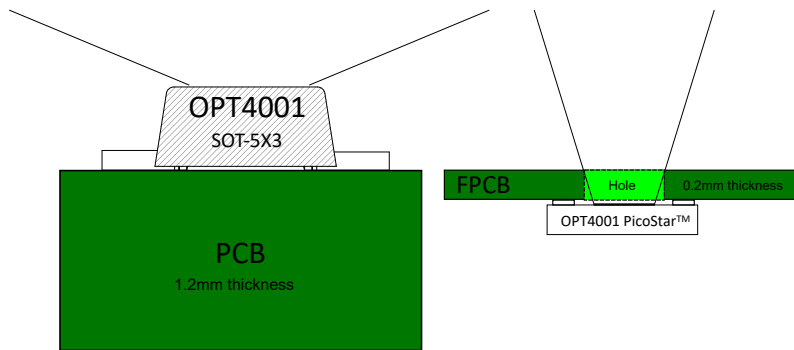 OPT4001
SOT-5X3
PCB
1.2mm thickness
FPCB
Hole
0.2mm thickness
OPT4001 PicoStar™